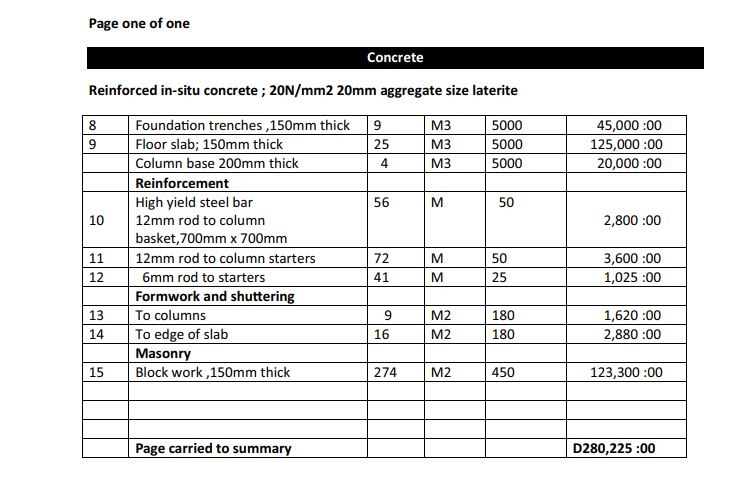 Page one of one
Concrete
Reinforced in-situ concrete ; 20N/mm2 20mm aggregate size laterite
8 Foundation trenches ,150mm thick 9 M3 5000 45,000 :00
9 Floor slab; 150mm thick 25 M3 5000 125,000 :00
Column base 200mm thick 4 M3 5000 20,000 :00
Reinforcement
High yield steel bar 56 M 50
10 12mm rod to column 2,800 :00
basket,700mm x 700mm
11 12mm rod to column starters 72 M 50 3,600 :00
12 6mm rod to starters 41 M 25 1,025 :00
Formwork and shuttering
13 To columns 9 M2 180 1,620 :00
14 To edge of slab 16 M2 180 2,880 :00
Masonry
15 Block work ,150mm thick 274 M2 450 123,300 :00
Page carried to summary D280,225 :00